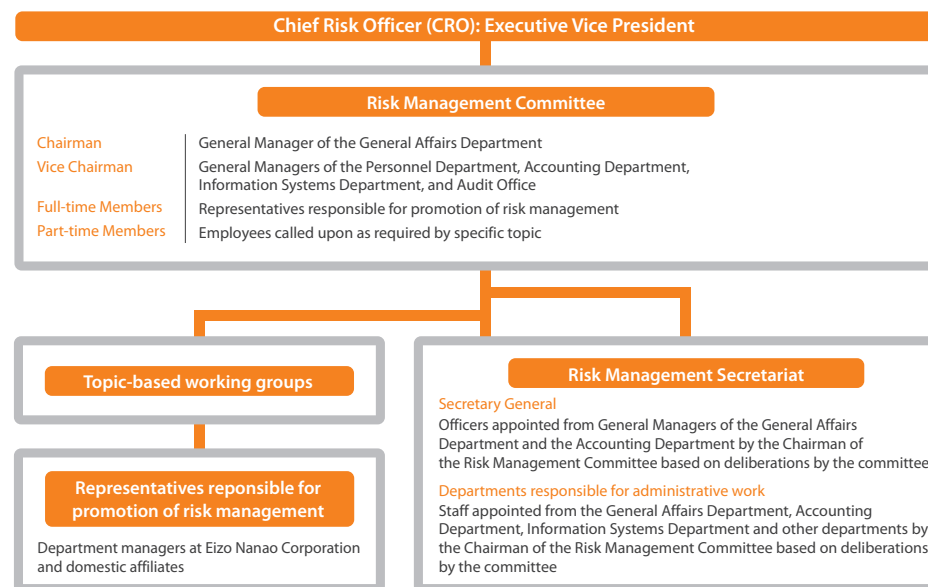 Chief Risk Officer (CRO): Executive Vice President
Risk Management Committee
Chairman
General Manager of the General Affairs Department
Vice Chairman
General Managers of the Personnel Department, Accounting Department,
Information Systems Department, and Audit Office
Full-time Members
Representatives responsible for promotion of risk management
Part-time Members
Employees called upon as required by specific topic
Topic-based working groups
Representatives reponsible for
promotion of risk management
Department managers at Eizo Nanao Corporation
and domestic affiliates
Risk Management Secretariat
Secretary General
Officers appointed from General Managers of the General Affairs
Department and the Accounting Department by the Chairman of
the Risk Management Committee based on deliberations by the committee
Departments responsible for administrative work
Staff appointed from the General Affairs Department, Accounting
Department, Information Systems Department and other departments by
the Chairman of the Risk Management Committee based on deliberations
by the committee